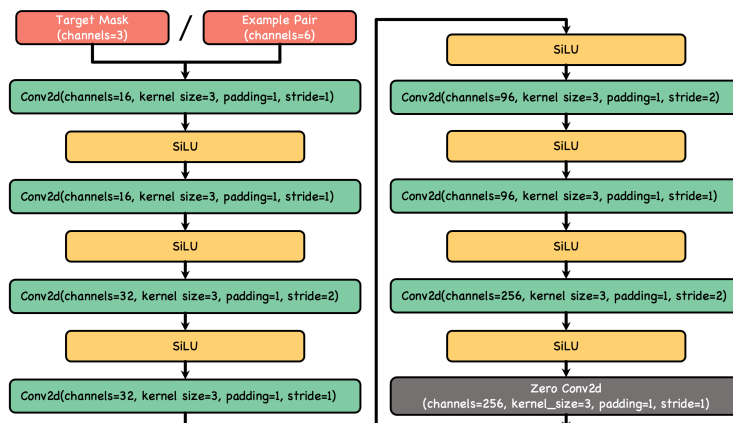 Target Mask
(channels=3)
/
Example Pair
(channels=6)
Conv2d(channels=16, kernel size=3, padding=1, stride=1)
SiLU
Conv2d(channels=16, kernel size=3, padding=1, stride=1)
SiLU
Conv2d(channels=32, kernel size=3, padding=1, stride=2)
SiLU
Conv2d(channels=32, kernel size=3, padding=1, stride=1)
SiLU
Conv2d(channels=96, kernel size=3, padding=1, stride=2)
SiLU
Conv2d(channels=96, kernel size=3, padding=1, stride=1)
SiLU
Conv2d(channels=256, kernel size=3, padding=1, stride=2)
SiLU
Zero Conv2d
(channels=256, kernel_size=3, padding=1, stride=1)